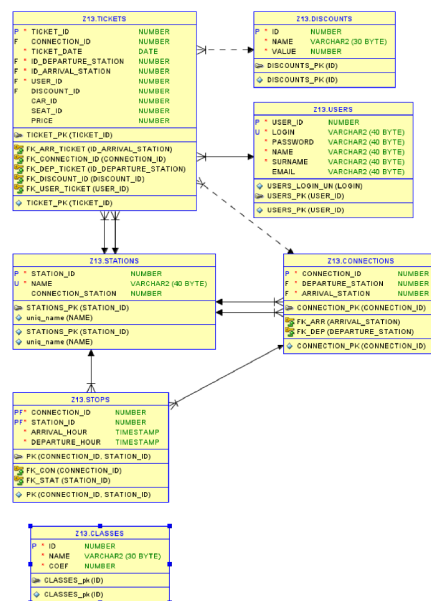 Z13.TICKETS
P * TICKET_ID NUMBER
F CONNECTION_ID NUMBER
* TICKET_DATE DATE
F * ID_DEPARTURE_STATION NUMBER
F * ID_ARRIVAL_STATION NUMBER
F * USER_ID NUMBER
F DISCOUNT_ID NUMBER
CAR_ID NUMBER
SEAT_ID NUMBER
PRICE NUMBER
TICKET_PK (TICKET_ID)
FK_ARR_TICKET (ID_ARRIVAL_STATION)
FK_CONNECTION_ID (CONNECTION_ID)
FK_DEP_TICKET (ID_DEPARTURE_STATION)
FK_DISCOUNT_ID (DISCOUNT_ID)
FK_USER_TICKET (USER_ID)
TICKET_PK (TICKET_ID)
Z13.DISCOUNTS
P * ID NUMBER
* NAME VARCHAR2 (30 BYTE)
* VALUE NUMBER
DISCOUNTS_PK (ID)
DISCOUNTS_PK (ID)
Z13.USERS
P * USER_ID NUMBER
U * LOGIN VARCHAR2 (40 BYTE)
* PASSWORD VARCHAR2 (40 BYTE)
* NAME VARCHAR2 (40 BYTE)
* SURNAME VARCHAR2 (40 BYTE)
EMAIL VARCHAR2 (40 BYTE)
USERS_LOGIN_UN (LOGIN)
USERS_PK (USER_ID)
USERS_PK (USER_ID)
Z13.STATIONS
P * STATION_ID NUMBER
U * NAME VARCHAR2 (40 BYTE)
CONNECTION_STATION NUMBER
STATIONS_PK (STATION_ID)
uniq_name (NAME)
STATIONS_PK (STATION_ID)
uniq_name (NAME)
Z13.CONNECTIONS
P * CONNECTION_ID NUMBER
F * DEPARTURE_STATION NUMBER
F * ARRIVAL_STATION NUMBER
CONNECTION_PK (CONNECTION_ID)
FK_ARR (ARRIVAL_STATION)
FK_DEP (DEPARTURE_STATION)
CONNECTION_PK (CONNECTION_ID)
Z13.STOPS
PF* CONNECTION_ID NUMBER
PF* STATION_ID NUMBER
* ARRIVAL_HOUR TIMESTAMP
* DEPARTURE_HOUR TIMESTAMP
PK (CONNECTION_ID, STATION_ID)
FK_CON (CONNECTION_ID)
FK_STAT (STATION_ID)
PK (CONNECTION_ID, STATION_ID)
Z13.CLASSES
P * ID NUMBER
* NAME VARCHAR2 (30 BYTE)
* COEF NUMBER
CLASSES_pk (ID)
CLASSES_pk (ID)